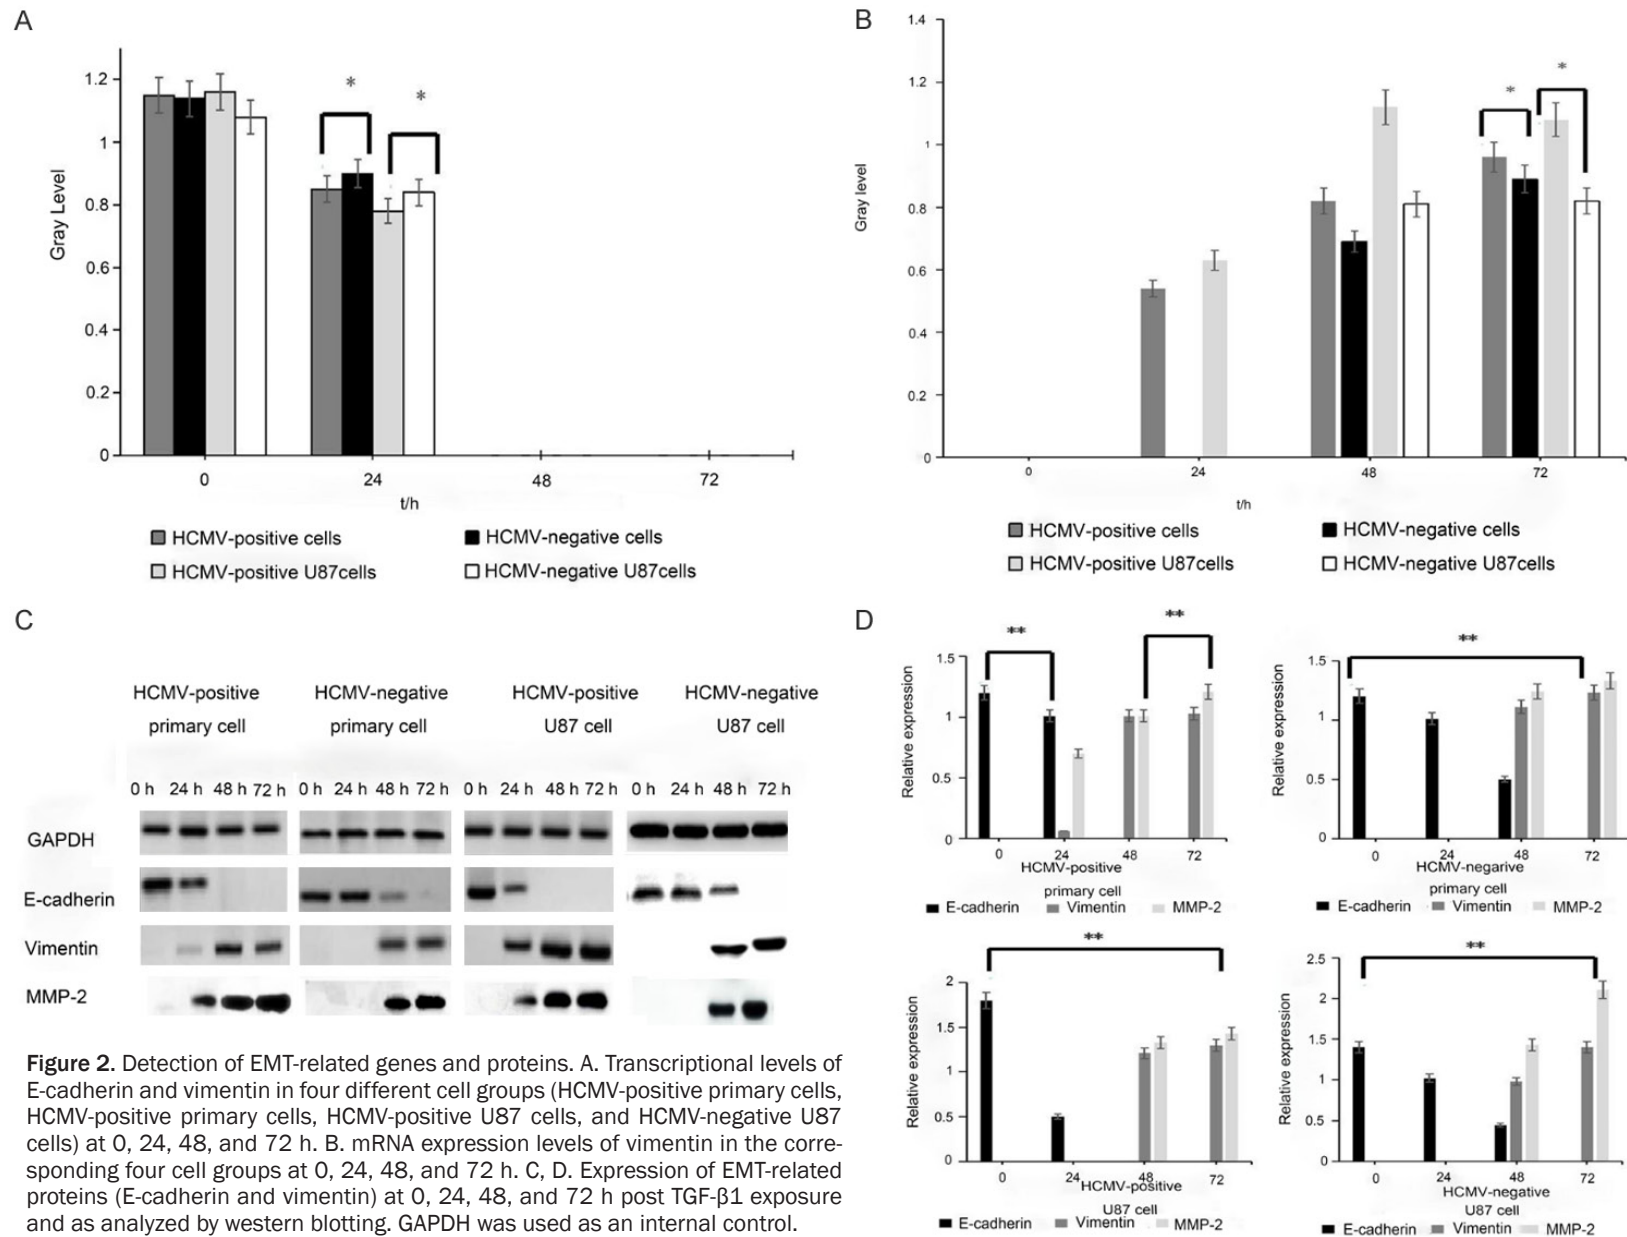 A
Gray Level
1.2
1
0.8
0.6
0.4
0.2
0
*
*
0 24 48 72
t/h
HCMV-positive cells HCMV-negative cells
HCMV-positive U87cells HCMV-negative U87cells
B
Gray level
1.4
1.2
1
0.8
0.6
0.4
0.2
0
*
*
0 24 48 72
t/h
HCMV-positive cells HCMV-negative cells
HCMV-positive U87cells HCMV-negative U87cells
C
HCMV-positive HCMV-negative HCMV-positive HCMV-negative
primary cell primary cell U87 cell U87 cell
0 h 24 h 48 h 72 h 0 h 24 h 48 h 72 h 0 h 24 h 48 h 72 h 0 h 24 h 48 h 72 h
GAPDH
E-cadherin
Vimentin
MMP-2
Figure 2. Detection of EMT-related genes and proteins. A. Transcriptional levels of
E-cadherin and vimentin in four different cell groups (HCMV-positive primary cells,
HCMV-positive primary cells, HCMV-positive U87 cells, and HCMV-negative U87
cells) at 0, 24, 48, and 72 h. B. mRNA expression levels of vimentin in the corre-
sponding four cell groups at 0, 24, 48, and 72 h. C, D. Expression of EMT-related
proteins (E-cadherin and vimentin) at 0, 24, 48, and 72 h post TGF-β1 exposure
and as analyzed by western blotting. GAPDH was used as an internal control.
D
Relative expression
1.5
1
0.5
0
**
**
0 24 48 72
HCMV-positive
primary cell
E-cadherin Vimentin MMP-2
Relative expression
1.5
1
0.5
0
**
0 24 48 72
HCMV-negarive
primary cell
E-cadherin Vimentin MMP-2
Relative expression
2
1.5
1
0.5
0
**
0 24 48 72
HCMV-positive
U87 cell
E-cadherin Vimentin MMP-2
Relative expression
2.5
2
1.5
1
0.5
0
**
0 24 48 72
HCMV-negative
U87 cell
E-cadherin Vimentin MMP-2